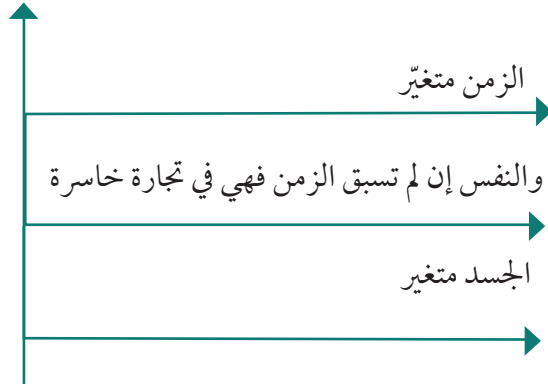 الزمن متغيّر
والنفس إن لم تسبق الزمن فهي في تجارة خاسرة
الجسد متغير